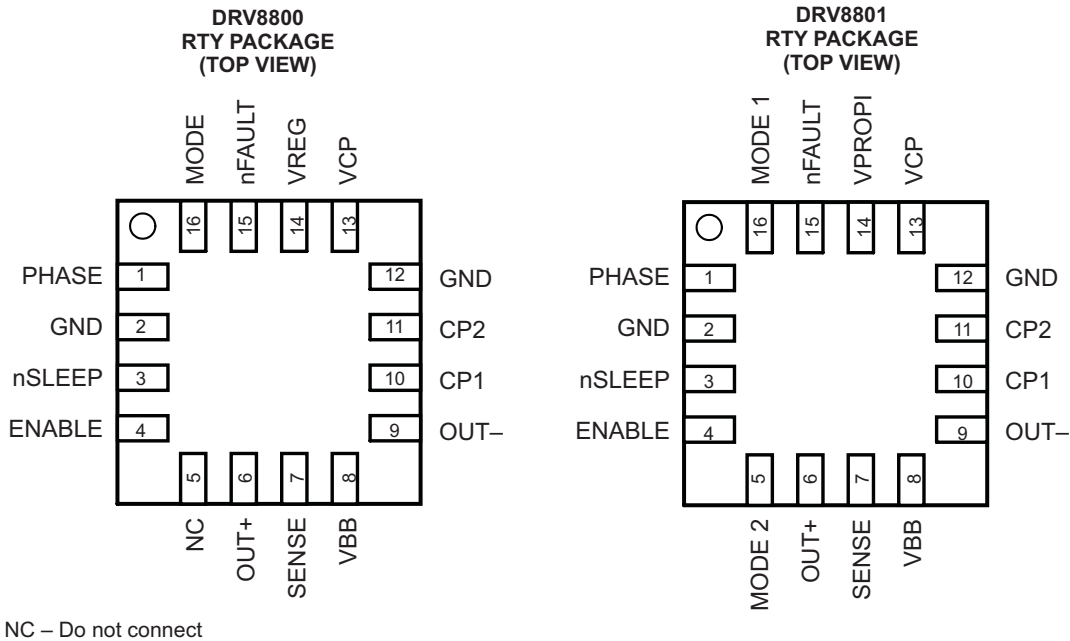 DRV8800
RTY PACKAGE
(TOP VIEW)
MODE
nFAULT
VREG
VCP
16
15
14
13
PHASE 1
GND 2
nSLEEP 3
ENABLE 4
12 GND
11 CP2
10 CP1
9 OUT–
5
6
7
8
NC
OUT+
SENSE
VBB
DRV8801
RTY PACKAGE
(TOP VIEW)
MODE 1
nFAULT
VPROPI
VCP
16
15
14
13
PHASE 1
GND 2
nSLEEP 3
ENABLE 4
12 GND
11 CP2
10 CP1
9 OUT–
5
6
7
8
MODE 2
OUT+
SENSE
VBB
NC – Do not connect